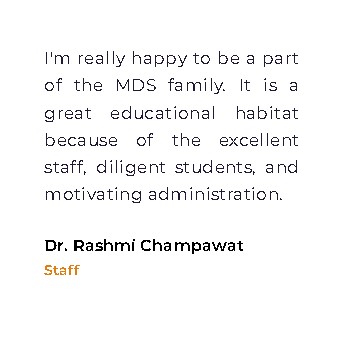 I'm really happy to be a part
of the MDS family. It is a
great educational habitat
because of the excellent
staff, diligent students, and
motivating administration.
Dr. Rashmi Champawat
Staff